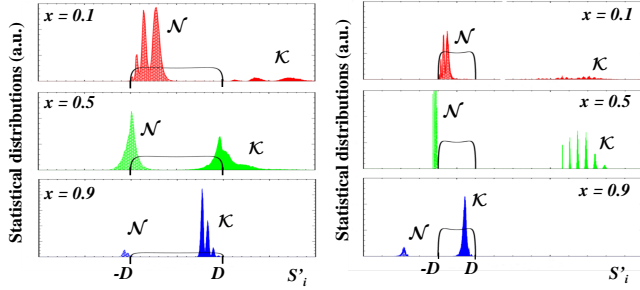 Statistical distributions (a.u.)
x = 0.1
𝒩
𝒦
x = 0.5
𝒩
𝒦
x = 0.9
𝒩
𝒦
-D
D
S'i
Statistical distributions (a.u.)
x = 0.1
𝒩
𝒦
x = 0.5
𝒩
𝒦
x = 0.9
𝒩
𝒦
-D
D
S'i